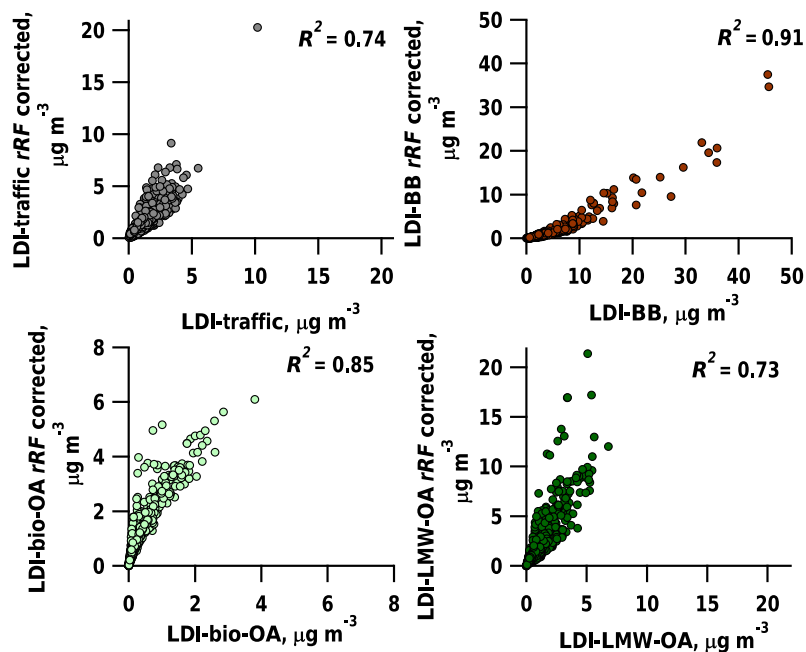 LDI-traffic rRF corrected,
μg m⁻³
20
15
10
5
0
R² = 0.74
0 5 10 15 20
LDI-traffic, μg m⁻³
LDI-BB rRF corrected,
μg m⁻³
50
40
30
20
10
0
R² = 0.91
0 10 20 30 40 50
LDI-BB, μg m⁻³
LDI-bio-OA rRF corrected,
μg m⁻³
8
6
4
2
0
R² = 0.85
0 2 4 6 8
LDI-bio-OA, μg m⁻³
LDI-LMW-OA rRF corrected,
μg m⁻³
20
15
10
5
0
R² = 0.73
0 5 10 15 20
LDI-LMW-OA, μg m⁻³